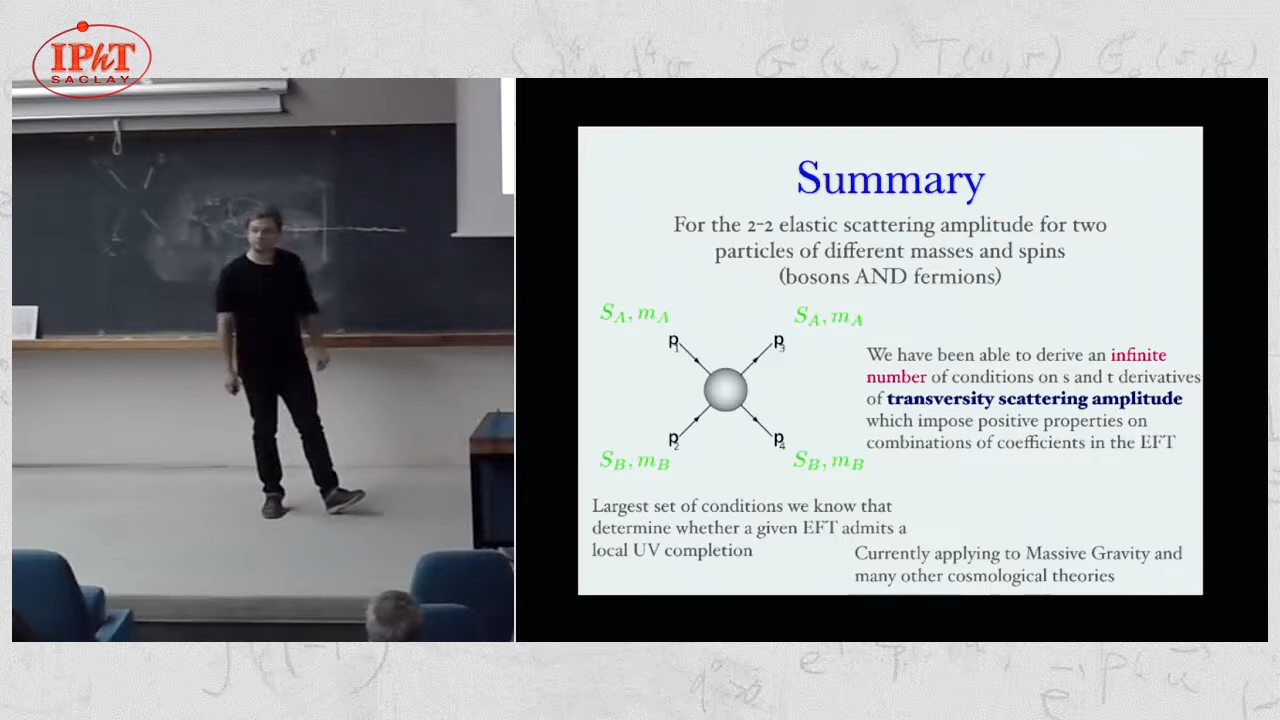 IPhT
SACLAY
Summary
For the 2-2 elastic scattering amplitude for two
particles of different masses and spins
(bosons AND fermions)
S_A, m_A
S_A, m_A
p_1
p_3
p_2
p_4
S_B, m_B
S_B, m_B
We have been able to derive an infinite
number of conditions on s and t derivatives
of transversity scattering amplitude
which impose positive properties on
combinations of coefficients in the EFT
Largest set of conditions we know that
determine whether a given EFT admits a
local UV completion
Currently applying to Massive Gravity and
many other cosmological theories